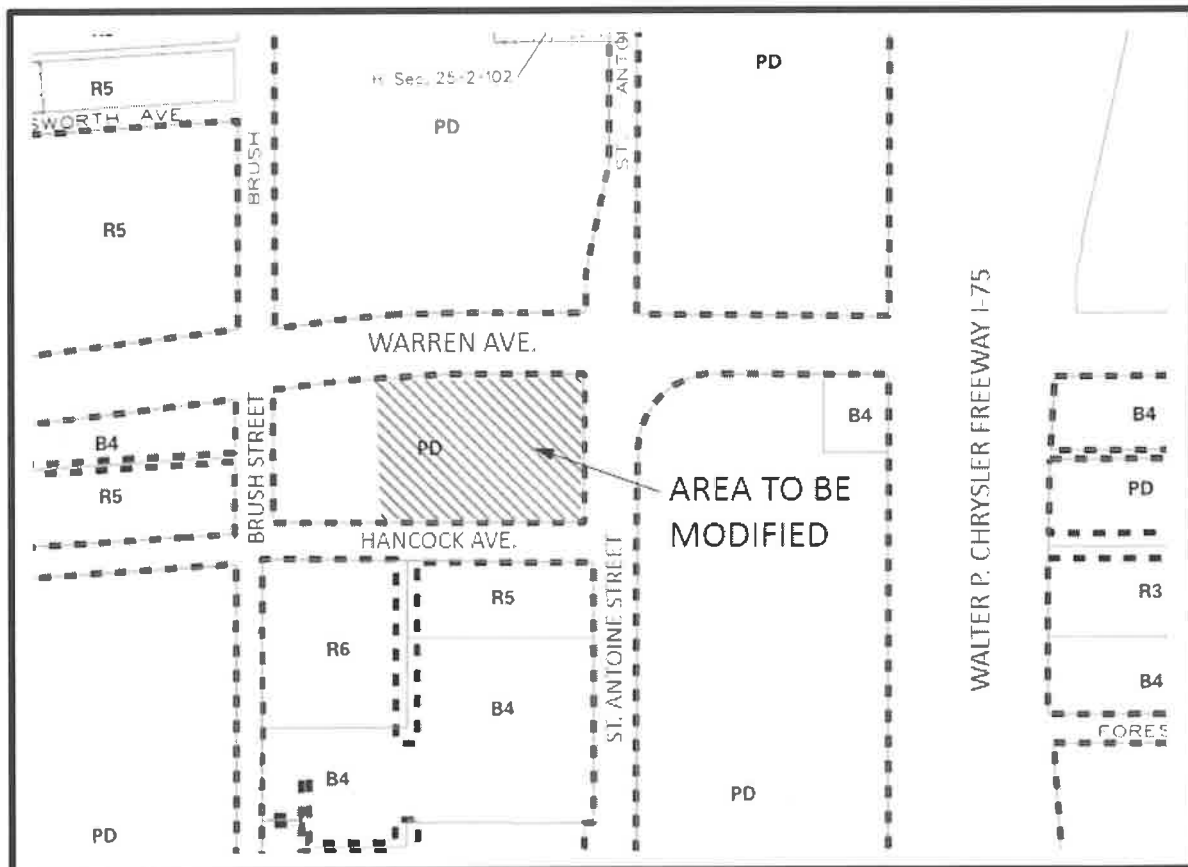 R5
SWORTH AVE
BRUSH
H Sec. 25-2-102
ST.
PD
PD
R5
WARREN AVE.
WALTER P. CHRYSLER FREEWAY I-75
B4
R5
BRUSH STREET
PD
AREA TO BE
MODIFIED
B4
B4
PD
HANCOCK AVE.
ST. ANTOINE STREET
R6
R5
B4
R3
B4
FORES
B4
PD
PD